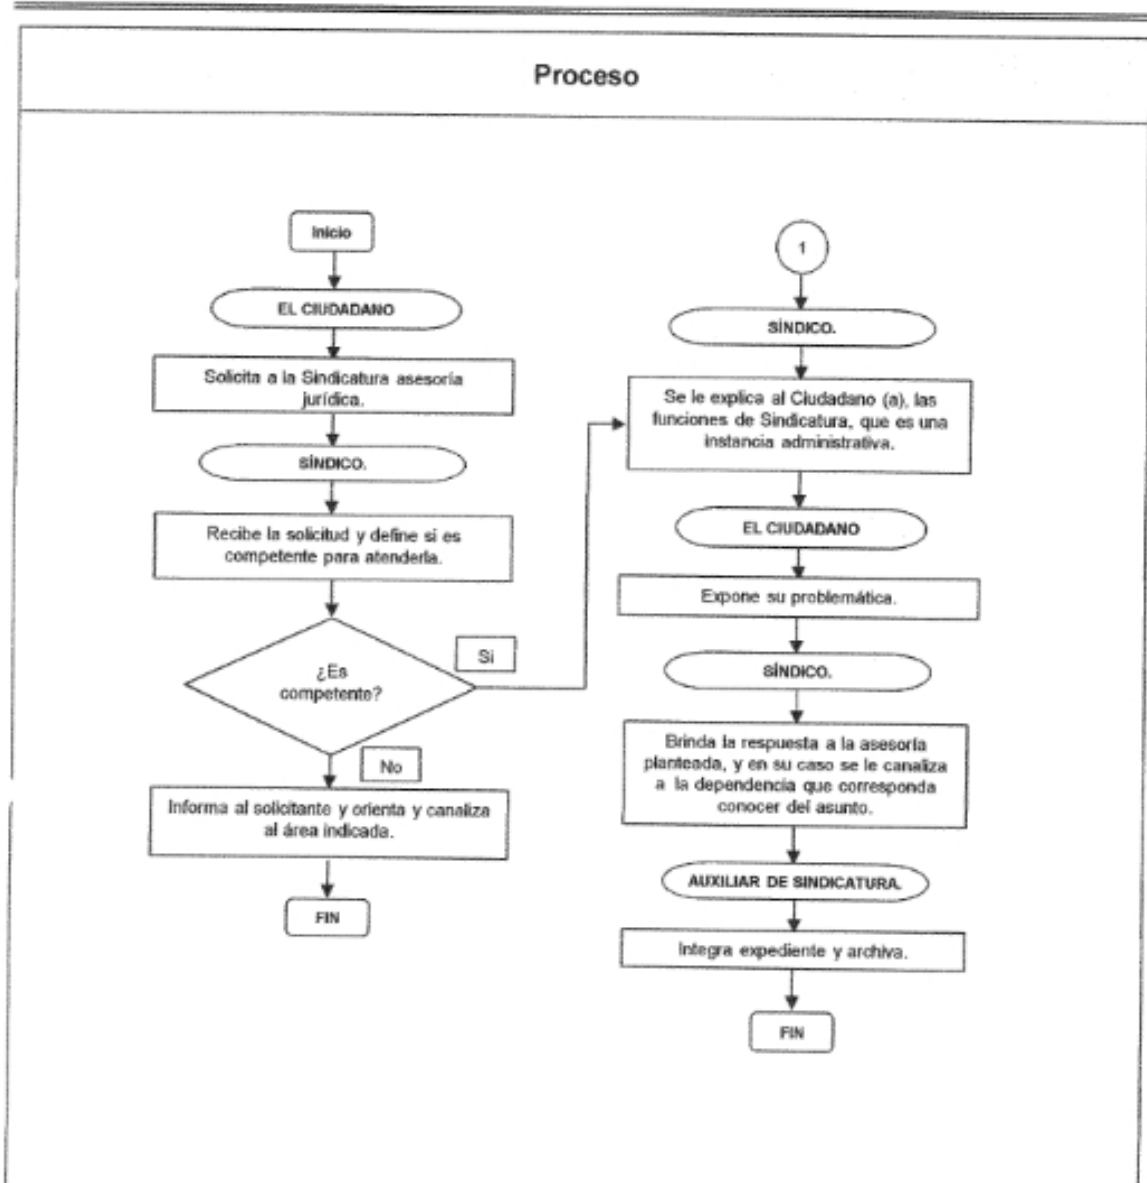 Proceso
Inicio
EL CIUDADANO
Solicita a la Sindicatura asesoría
jurídica.
SÍNDICO.
Recibe la solicitud y define si es
competente para atenderla.
¿Es
competente?
Si
No
Informa al solicitante y orienta y canaliza
al área indicada.
FIN
1
SÍNDICO.
Se le explica al Ciudadano (a), las
funciones de Sindicatura, que es una
instancia administrativa.
EL CIUDADANO
Expone su problemática.
SÍNDICO.
Brinda la respuesta a la asesoría
planteada, y en su caso se le canaliza
a la dependencia que corresponda
conocer del asunto.
AUXILIAR DE SINDICATURA.
Integra expediente y archiva.
FIN